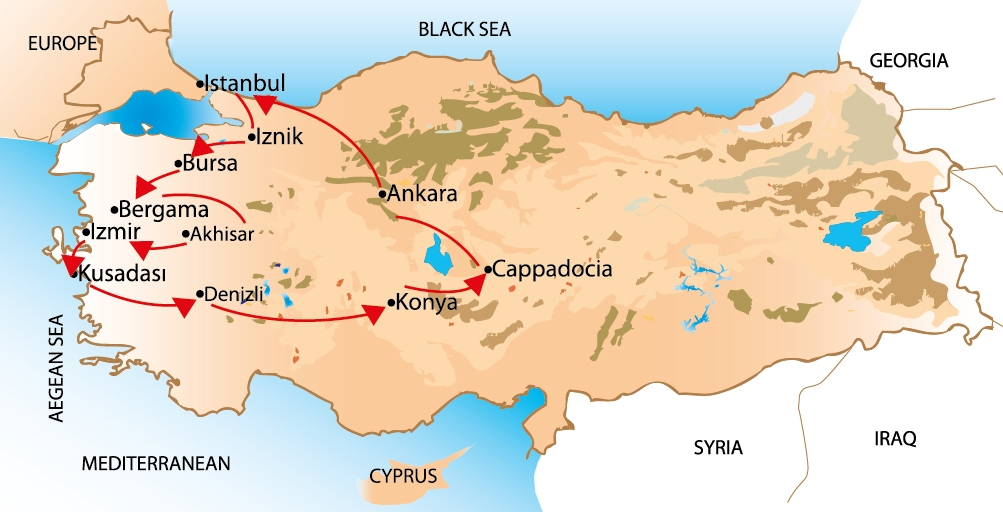 BLACK SEA
EUROPE
GEORGIA
Istanbul
Iznik
Bursa
Ankara
Bergama
Izmir
Akhisar
Kusadası
Cappadocia
Denizli
Konya
AEGEAN SEA
MEDITERRANEAN
CYPRUS
SYRIA
IRAQ